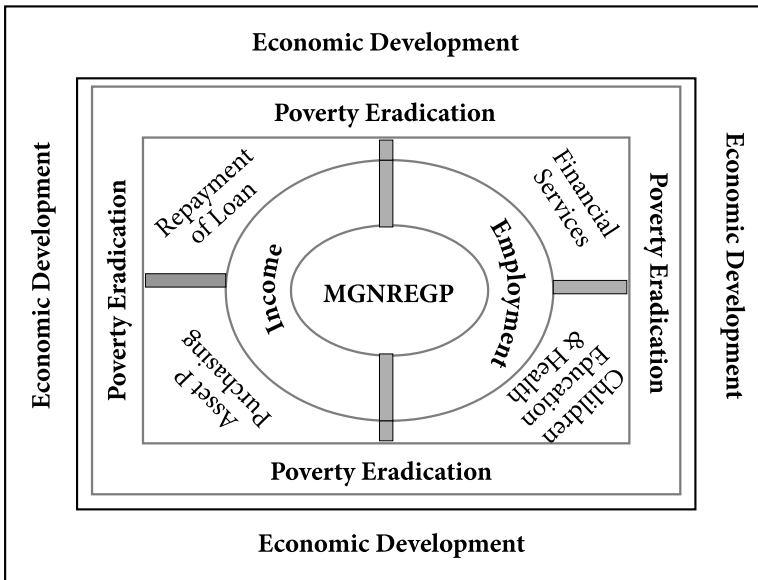 Economic Development
Poverty Eradication
Repayment
of Loan
Financial
Services
Economic Development
Poverty Eradication
Income
MGNREGP
Employment
Poverty Eradication
Economic Development
Asset P
Purchasing
Children
Education
& Health
Poverty Eradication
Economic Development